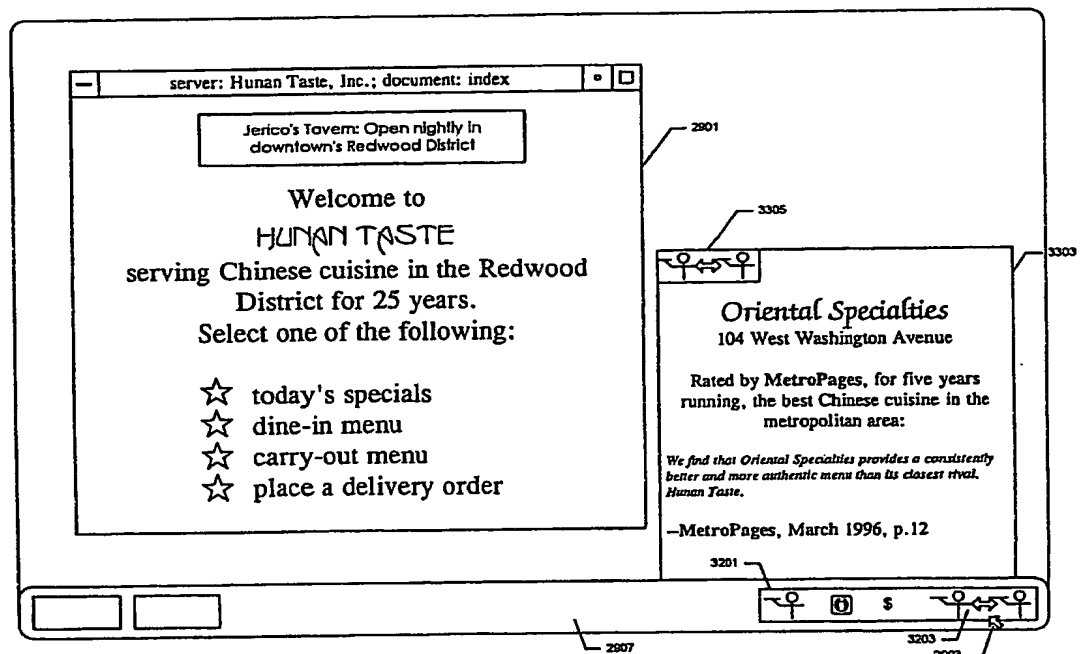 server: Hunan Taste, Inc.; document: index
Jerico's Tavern: Open nightly in
downtown's Redwood District
2901
Welcome to
HUNAN TASTE
serving Chinese cuisine in the Redwood
District for 25 years.
Select one of the following:
☆ today's specials
☆ dine-in menu
☆ carry-out menu
☆ place a delivery order
3305
3303
Oriental Specialties
104 West Washington Avenue
Rated by MetroPages, for five years
running, the best Chinese cuisine in the
metropolitan area:
We find that Oriental Specialties provides a consistently
better and more authentic menu than its closest rival,
Hunan Taste.
—MetroPages, March 1996, p.12
3201
$
2907
3203